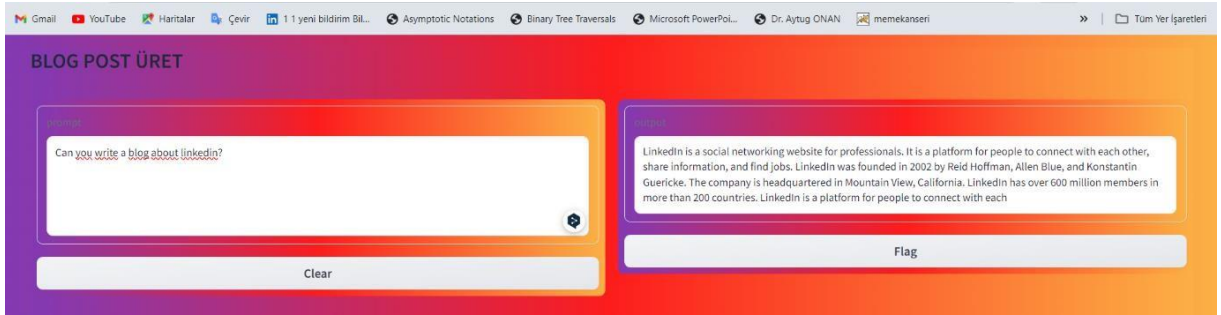 Gmail YouTube Haritalar Çevir 1 1 yeni bildirim Bil... Asymptotic Notations Binary Tree Traversals Microsoft PowerPoi... Dr. Aytug ONAN memekanseri » Tüm Yer İşaretleri
BLOG POST ÜRET
prompt
Can you write a blog about linkedin?
Clear
output
LinkedIn is a social networking website for professionals. It is a platform for people to connect with each other,
share information, and find jobs. LinkedIn was founded in 2002 by Reid Hoffman, Allen Blue, and Konstantin
Guericke. The company is headquartered in Mountain View, California. LinkedIn has over 600 million members in
more than 200 countries. LinkedIn is a platform for people to connect with each
Flag